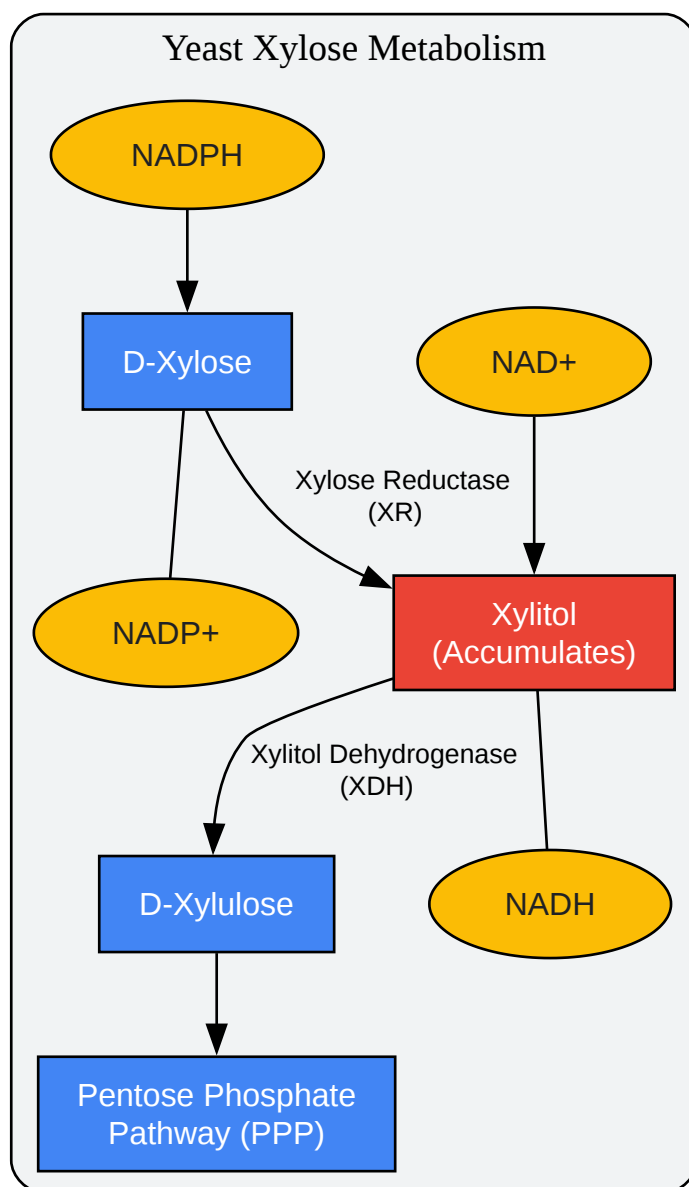 Yeast Xylose Metabolism
NADPH
D-Xylose
NAD+
Xylose Reductase
(XR)
Xylitol
(Accumulates)
NADP+
Xylitol Dehydrogenase
(XDH)
D-Xylulose
NADH
Pentose Phosphate
Pathway (PPP)